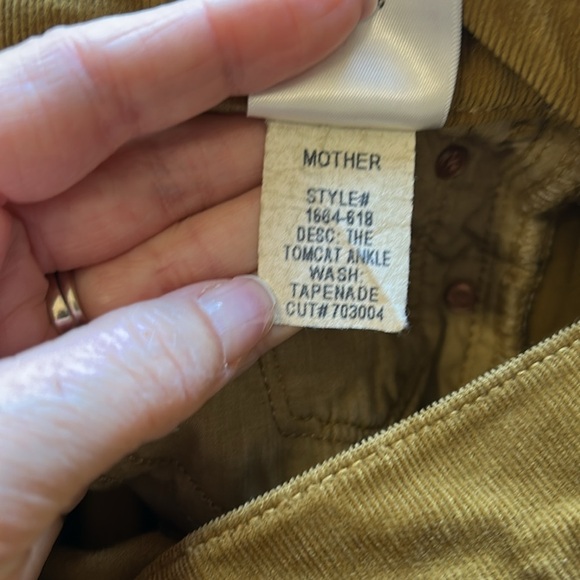 MOTHER
STYLE#
1664-618
DESC: THE
TOMCAT ANKLE
WASH:
TAPENADE
CUT# 703004